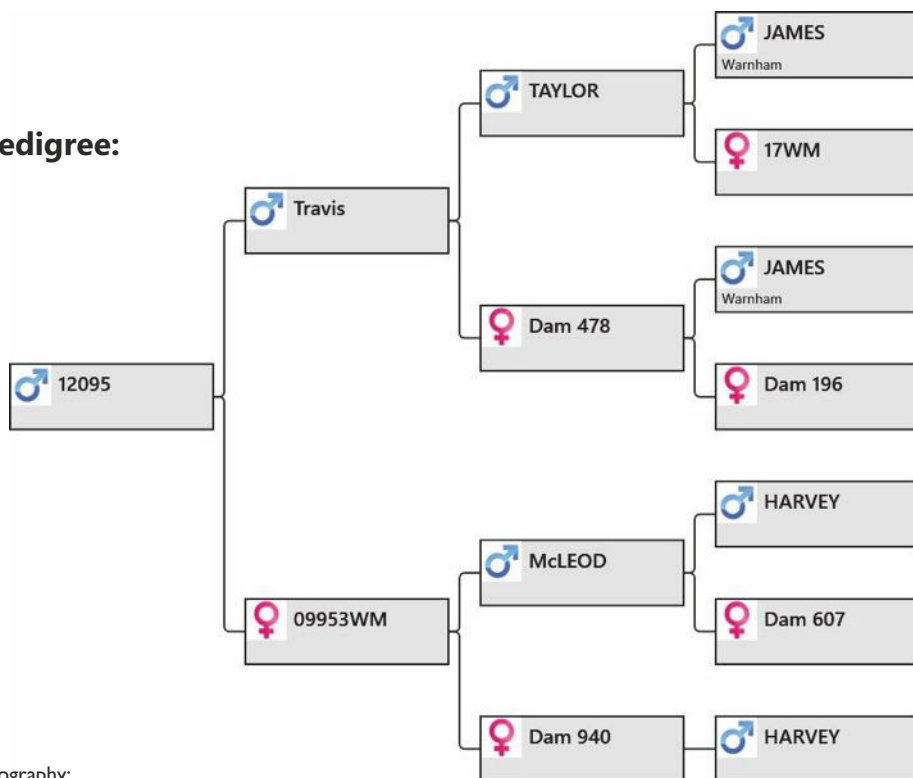 edigree:
JAMES
Warnham
TAYLOR
17WM
Travis
JAMES
Warnham
Dam 478
Dam 196
12095
HARVEY
McLEOD
Dam 607
09953WM
Dam 940
HARVEY
ography: